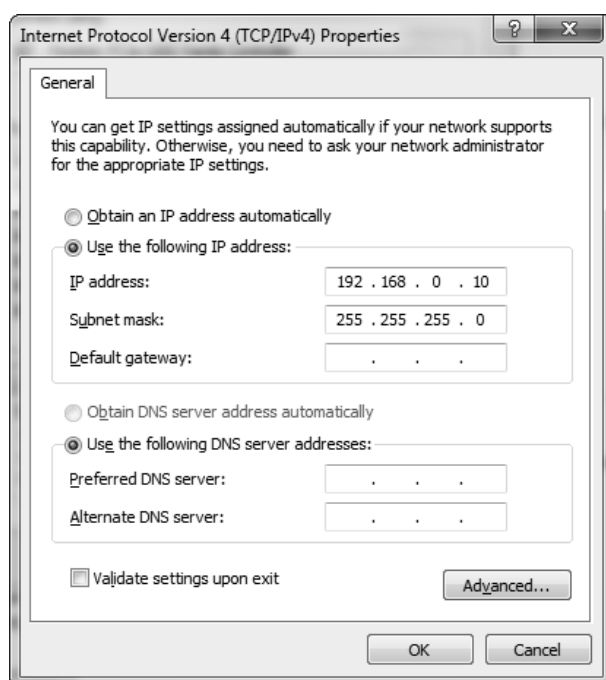 Internet Protocol Version 4 (TCP/IPv4) Properties
? X
General
You can get IP settings assigned automatically if your network supports
this capability. Otherwise, you need to ask your network administrator
for the appropriate IP settings.
Obtain an IP address automatically
Use the following IP address:
IP address: 192 . 168 . 0 . 10
Subnet mask: 255 . 255 . 255 . 0
Default gateway: . . .
Obtain DNS server address automatically
Use the following DNS server addresses:
Preferred DNS server: . . .
Alternate DNS server: . . .
Validate settings upon exit
Advanced...
OK Cancel